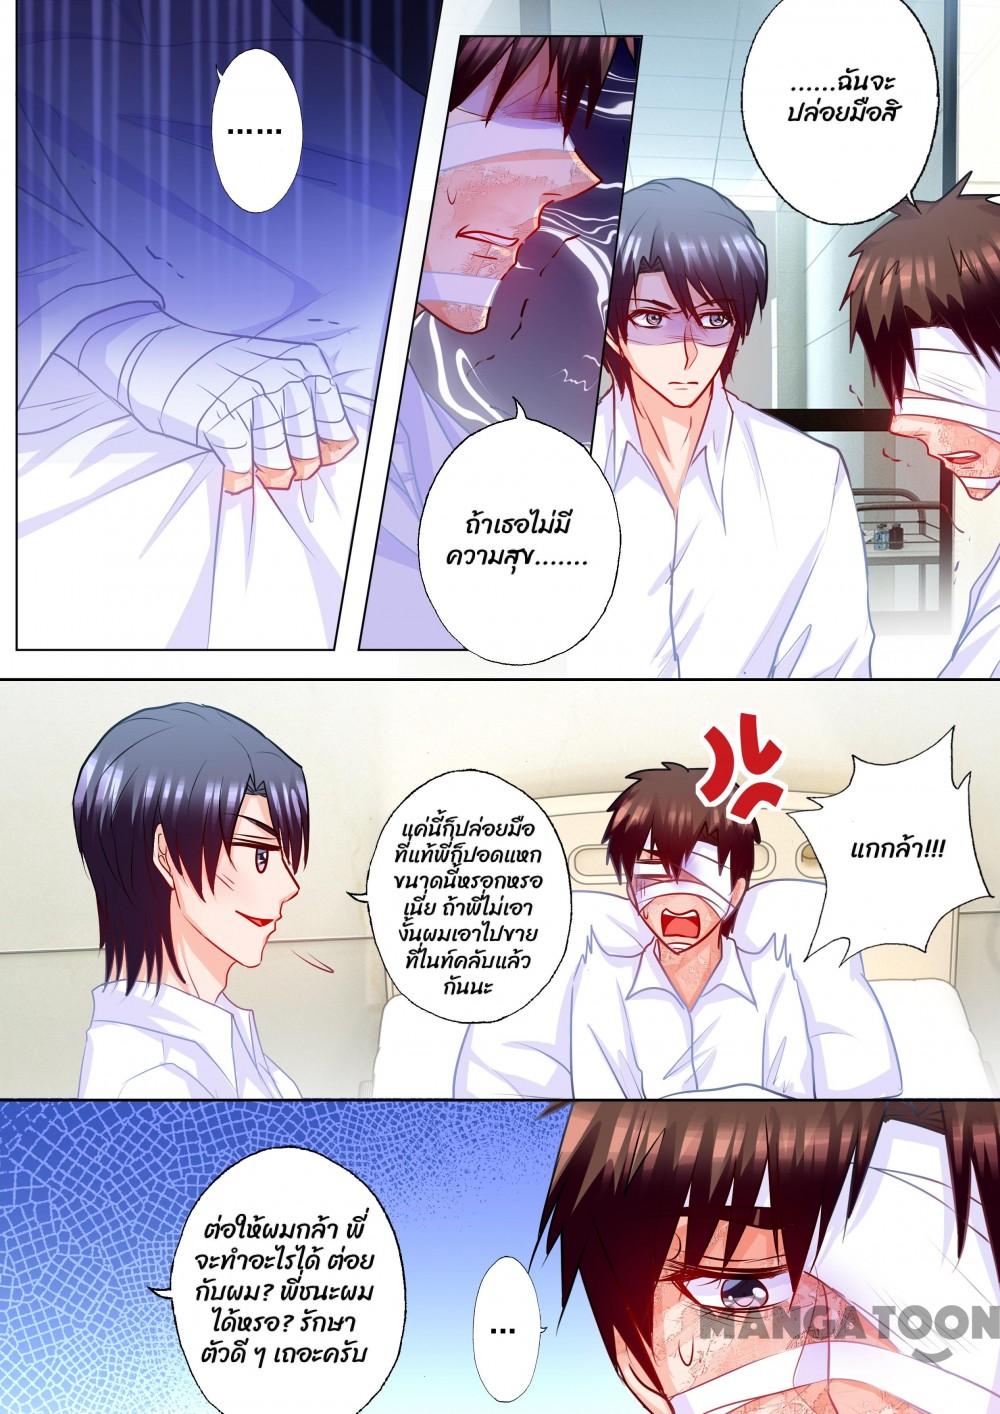 ......
ถ้าเธอไม่มี
ความสุข.......
......ฉันจะ
ปล่อยมือสิ
แค่นี้ก็ปล่อยมือ
ที่แท้พี่ก็ปอดแหก
ขนาดนี้หรอกหรอ
เนี่ย ถ้าพี่ไม่เอา
งั้นผมเอาไปขาย
ที่ไนท์คลับแล้ว
กันนะ
แกกล้า!!!
ต่อให้ผมกล้า พี่
จะทำอะไรได้ ต่อย
กับผม? พี่ชนะผม
ได้หรอ? รักษา
ตัวดี ๆ เถอะครับ
...
MANGATOON